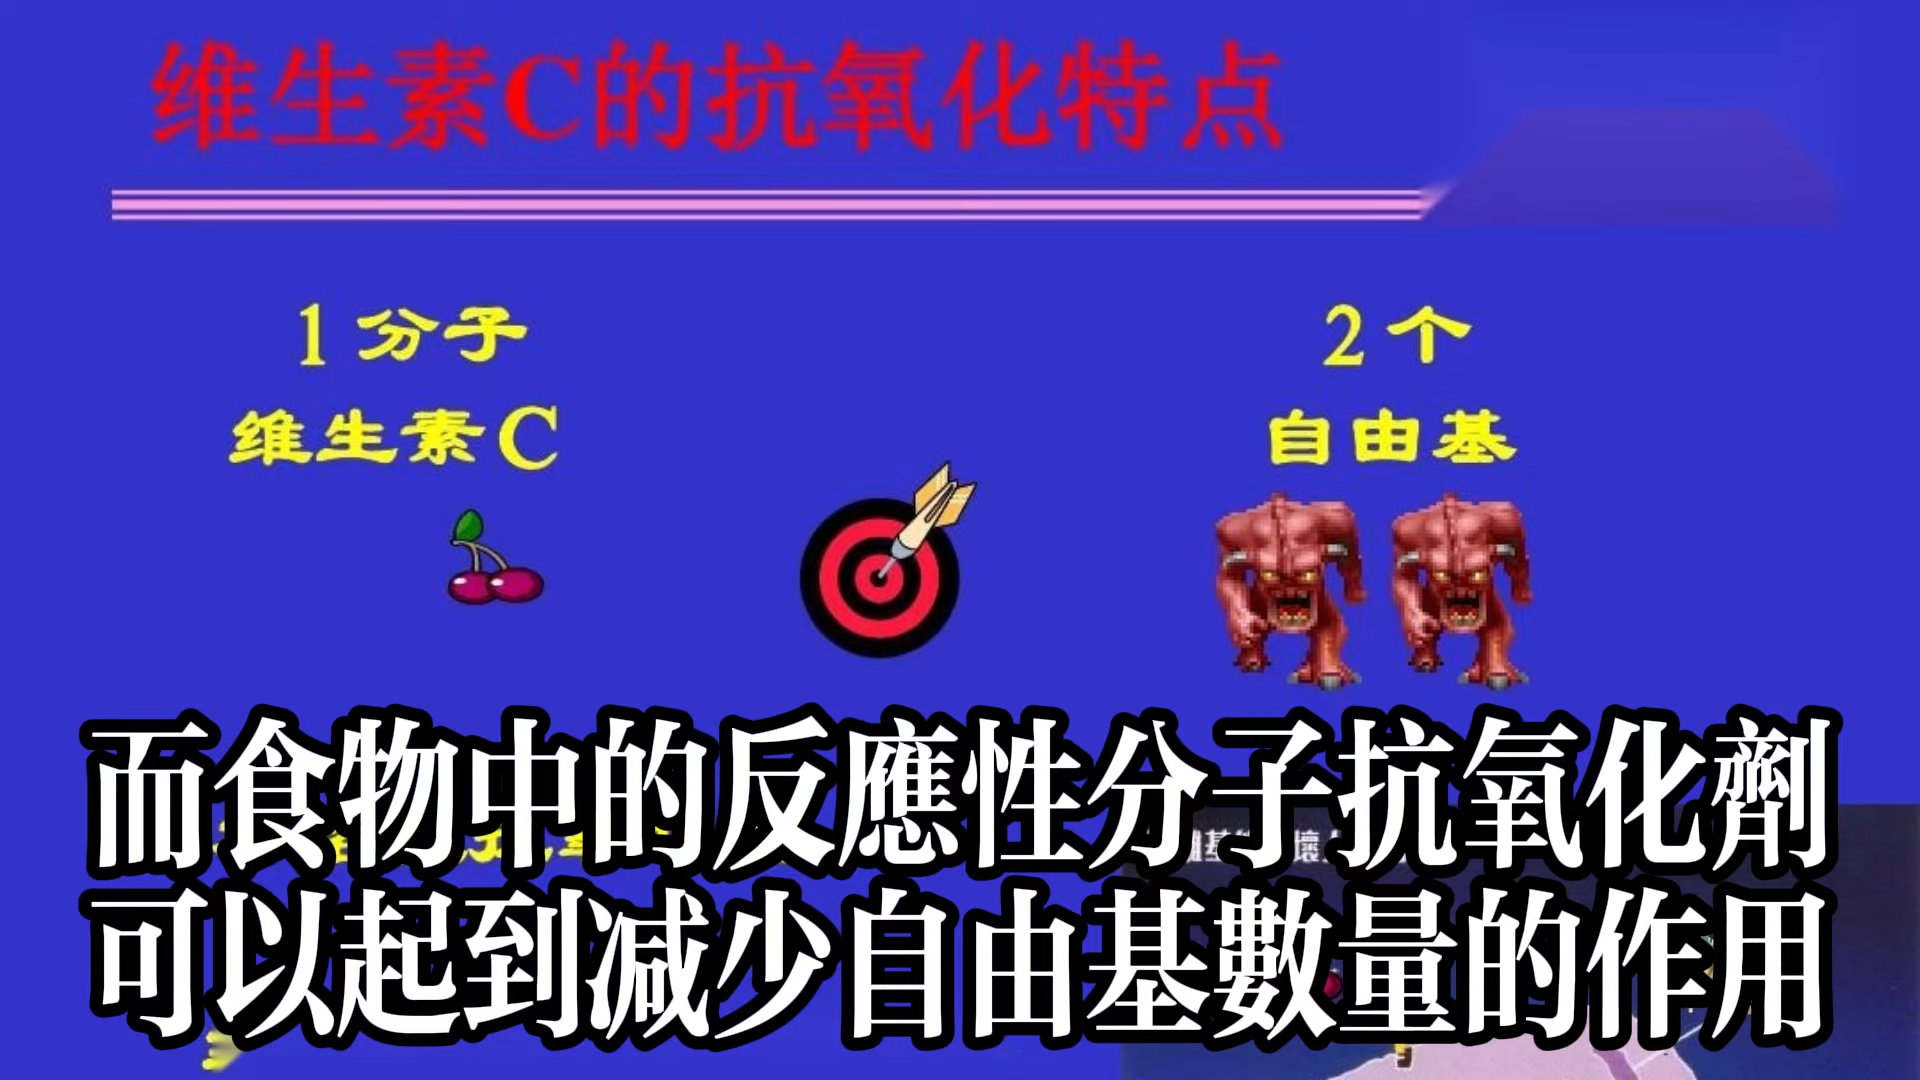 维生素C的抗氧化特点
1分子
维生素C
2个
自由基
而食物中的反應性分子抗氧化劑
可以起到减少自由基數量的作用